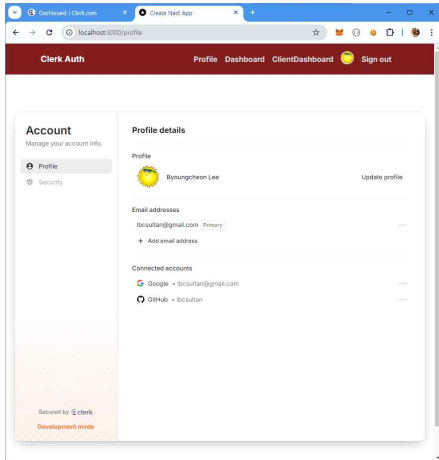 Dashboard | Clerk.com
Create Next App
localhost:3000/profile
Clerk Auth
Profile Dashboard ClientDashboard Sign out
Account
Manage your account info.
Profile
Security
Profile details
Profile
Byoungcheon Lee
Update profile
Email addresses
lbcsultan@gmail.com Primary
+ Add email address
Connected accounts
Google • lbcsultan@gmail.com
GitHub • lbcsultan
Secured by clerk
Development mode